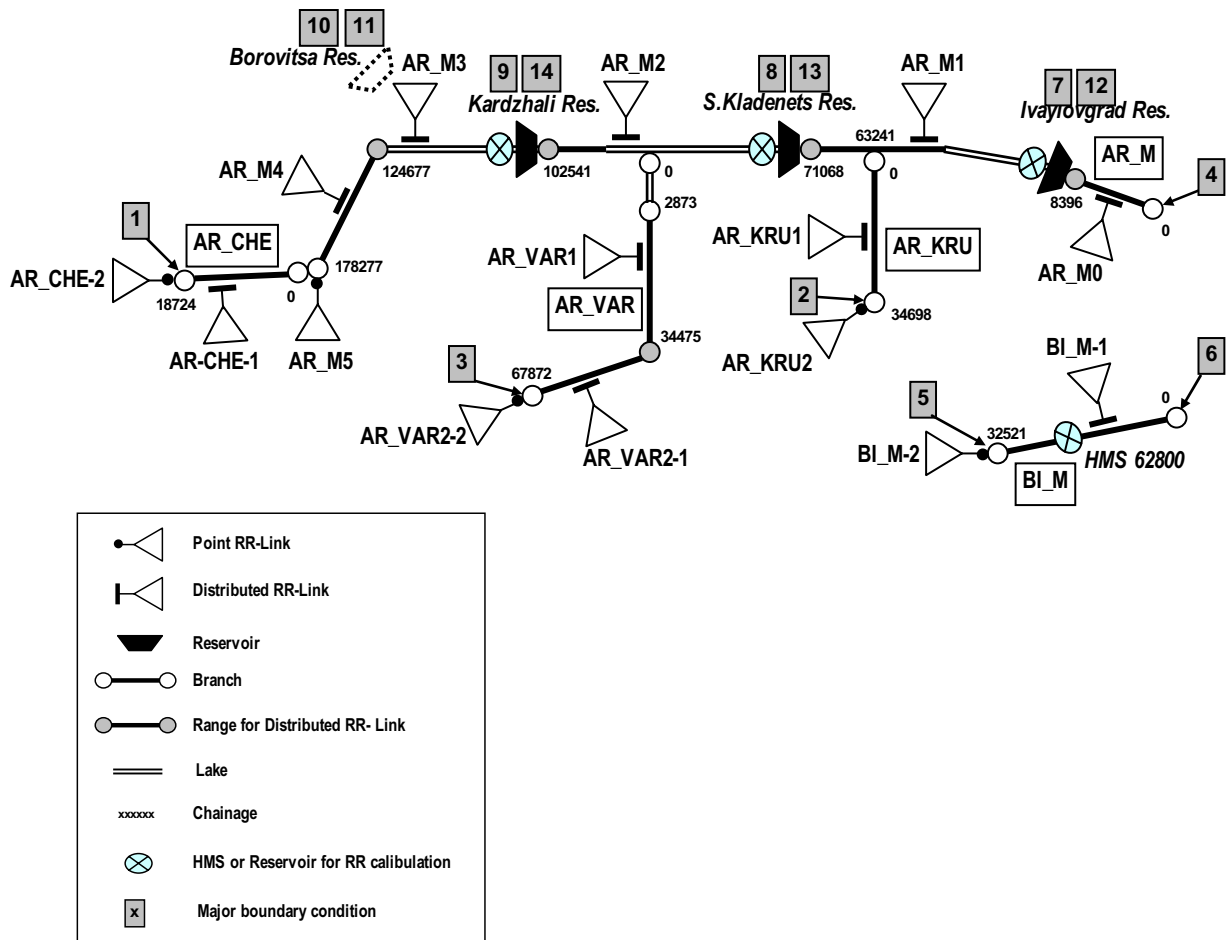 10 11
Borovitsa Res.
AR_M3
9 14
Kardzhali Res.
AR_M2
8 13
S.Kladenets Res.
AR_M1
7 12
Ivaylovgrad Res.
AR_M
4
124677
102541
0
2873
71068
63241
0
8396
0
AR_M0
AR_M4
1
AR_CHE
AR_CHE-2
18724
0
178277
AR-CHE-1
AR_M5
AR_VAR1
AR_VAR
34475
3
67872
AR_VAR2-2
AR_VAR2-1
AR_KRU1
AR_KRU
2
34698
AR_KRU2
BI_M-1
6
0
5
32521
BI_M-2
HMS 62800
BI_M
Point RR-Link
Distributed RR-Link
Reservoir
Branch
Range for Distributed RR- Link
Lake
xxxxxx Chainage
HMS or Reservoir for RR calibulation
x Major boundary condition